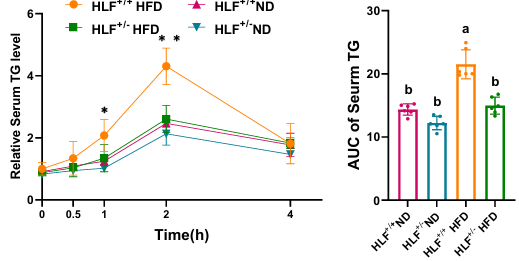 HLF+/+ HFD
HLF+/+ND
HLF+/- HFD
HLF+/-ND
Relative Serum TG level
6
4
2
0
*
* *
0
0.5
1
2
4
Time(h)
AUC of Seurm TG
30
20
10
0
b
b
a
b
HLF+/+ND
HLF+/-ND
HLF+/+ HFD
HLF+/- HFD